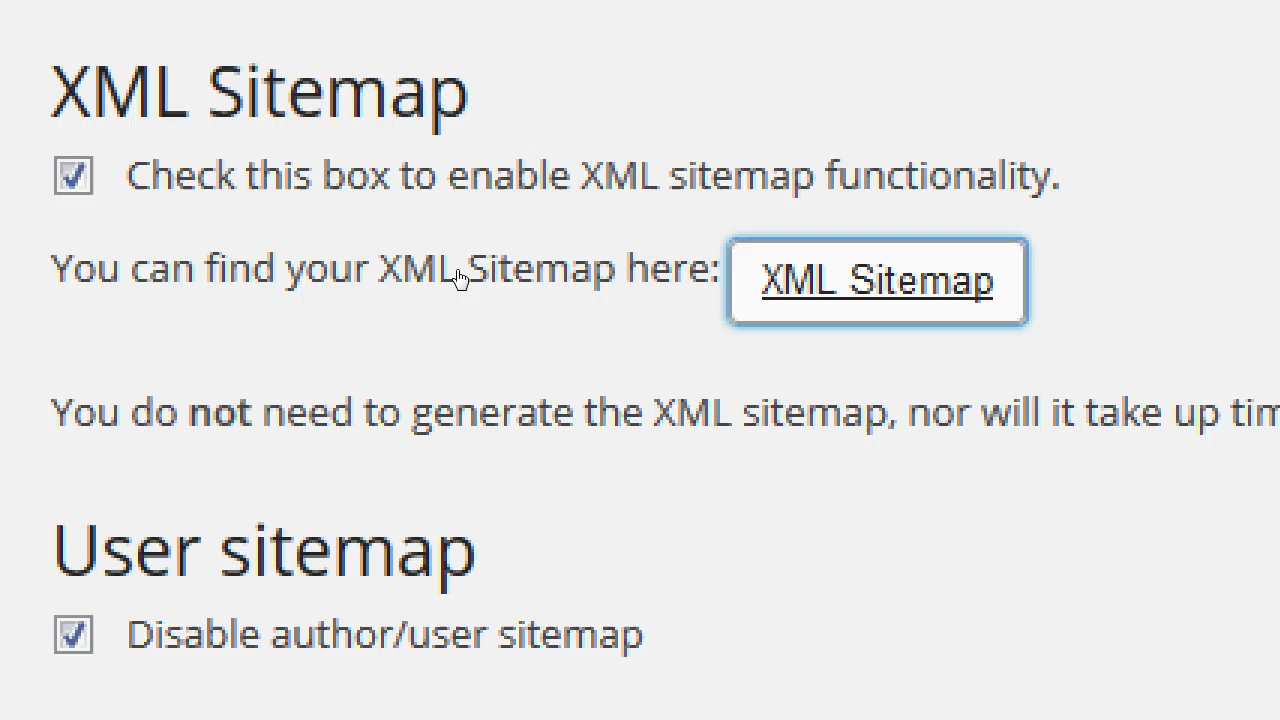 XML Sitemap
Check this box to enable XML sitemap functionality.
You can find your XML Sitemap here: XML Sitemap
You do not need to generate the XML sitemap, nor will it take up
User sitemap
Disable author/user sitemap